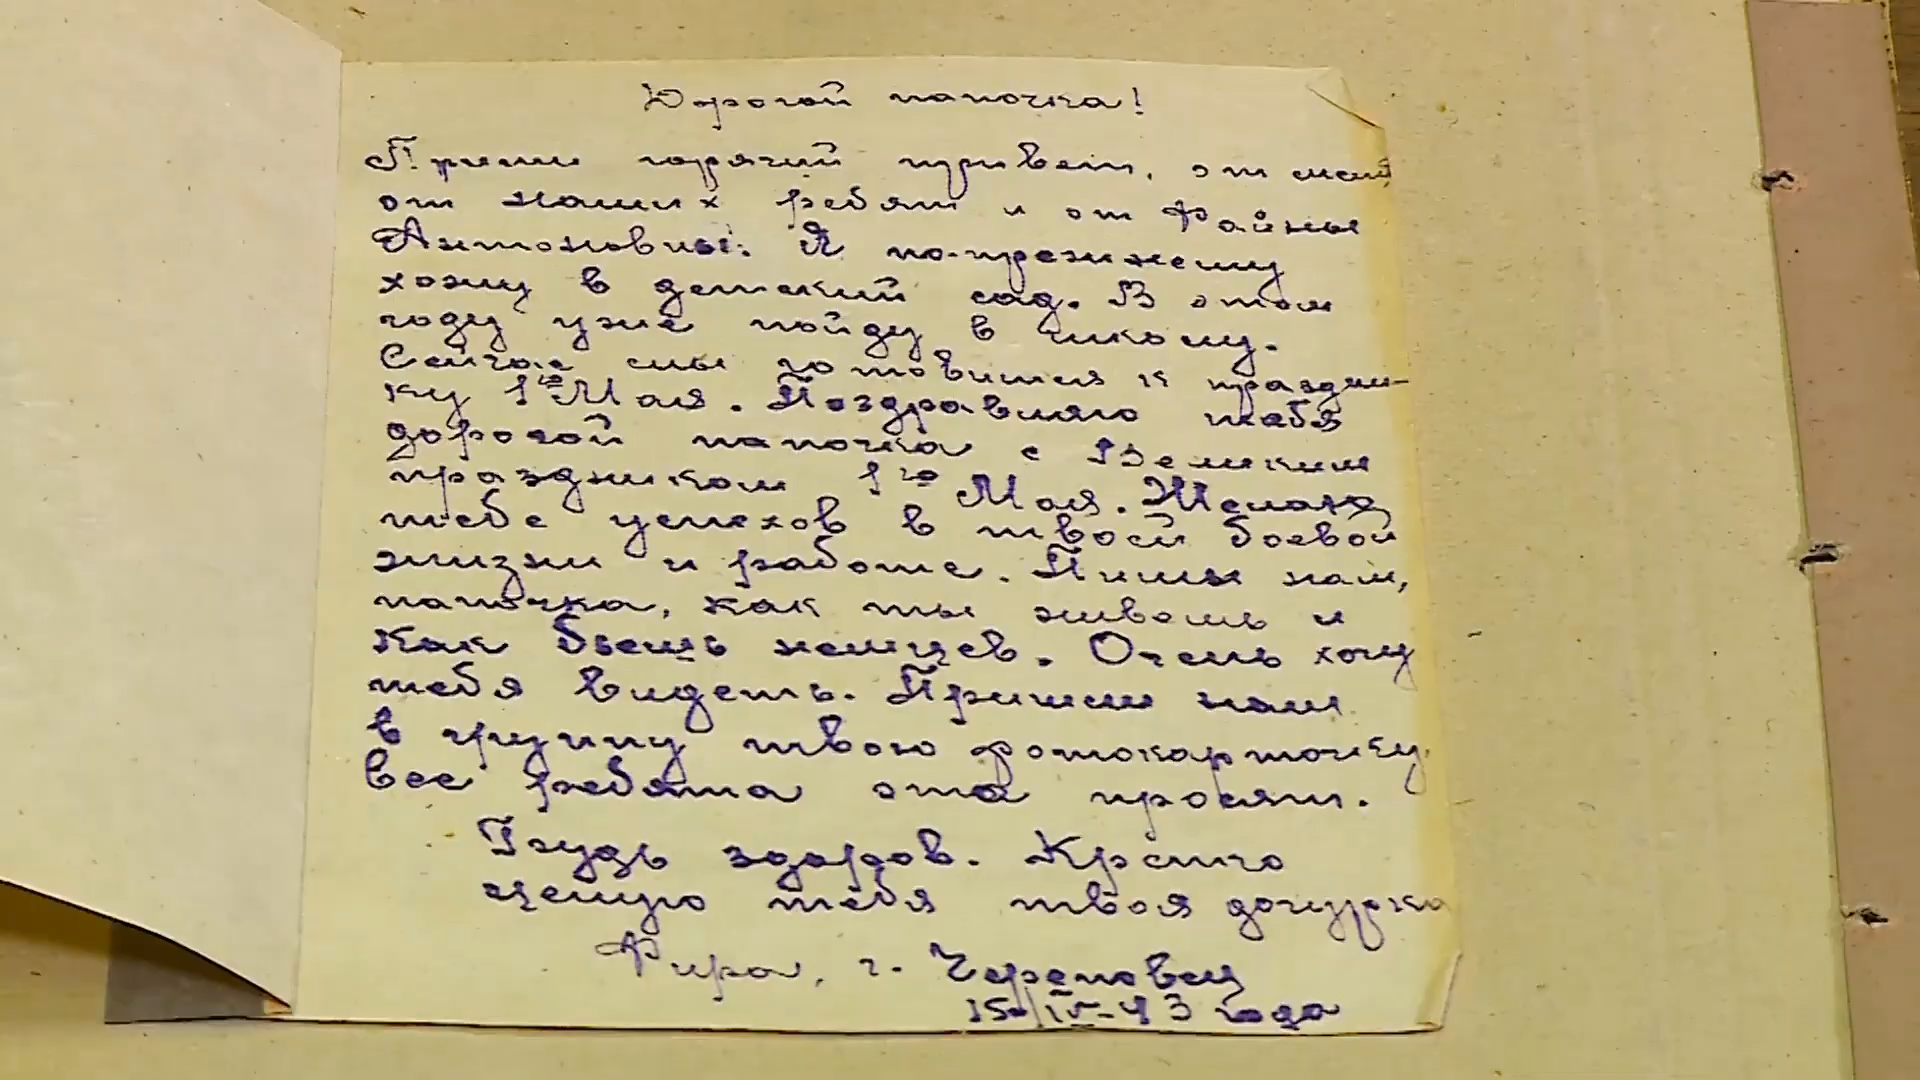 Дорогой папочка!
Прими горячий привет, от меня
от наших ребят и от Фаины
Антоновны. Я по-прежнему
хожу в детский сад. В этом
году уже пойду в школу.
Сейчас мы готовимся к праздни-
ку 1го Мая. Поздравляю тебя
дорогой папочка с Великим
праздником 1го Мая. Желаю
тебе успехов в твоей боевой
жизни и работе. Пиши нам,
папочка, как ты живешь и
как бьешь немцев. Очень хочу
тебя видеть. Пришли нам
в группу твою фотокарточку
все ребята эта просят.
Будь здоров. Крепко
целую тебя твоя дочурка
Фира, г. Череповец
15/IV-43 года